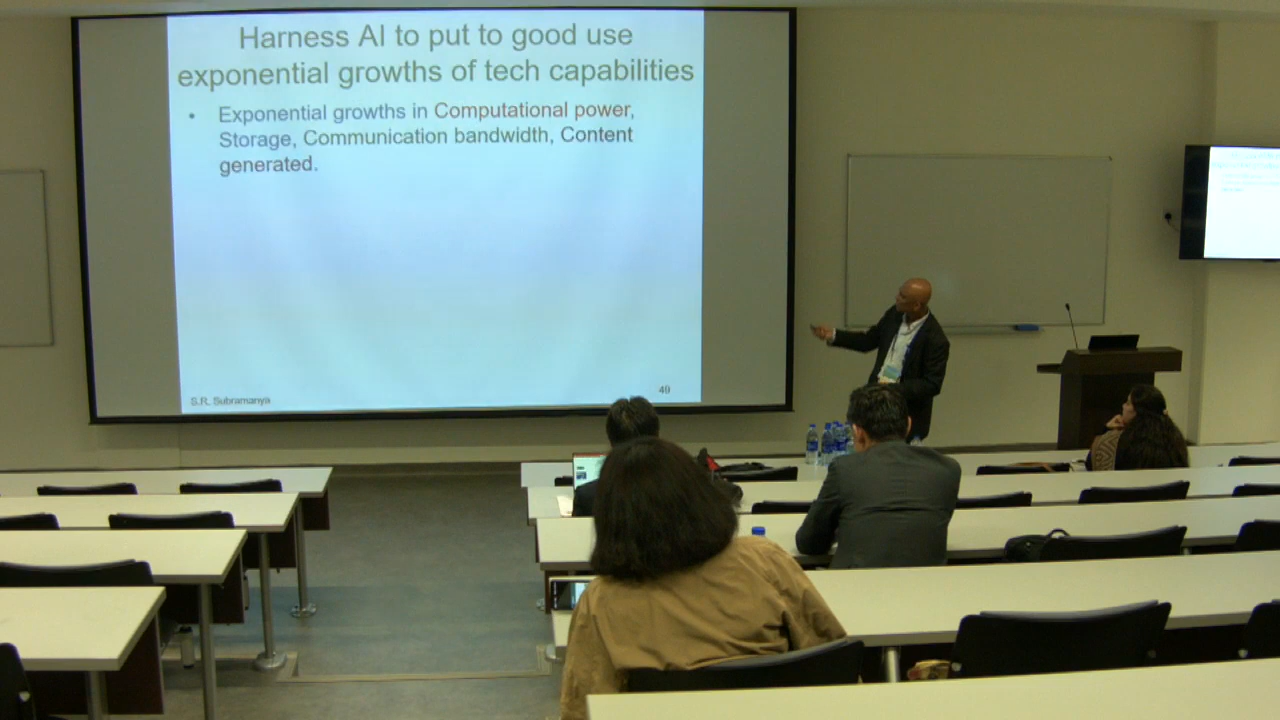 Harness AI to put to good use
exponential growths of tech capabilities
• Exponential growths in Computational power,
Storage, Communication bandwidth, Content
generated.
S.R. Subramanya
49